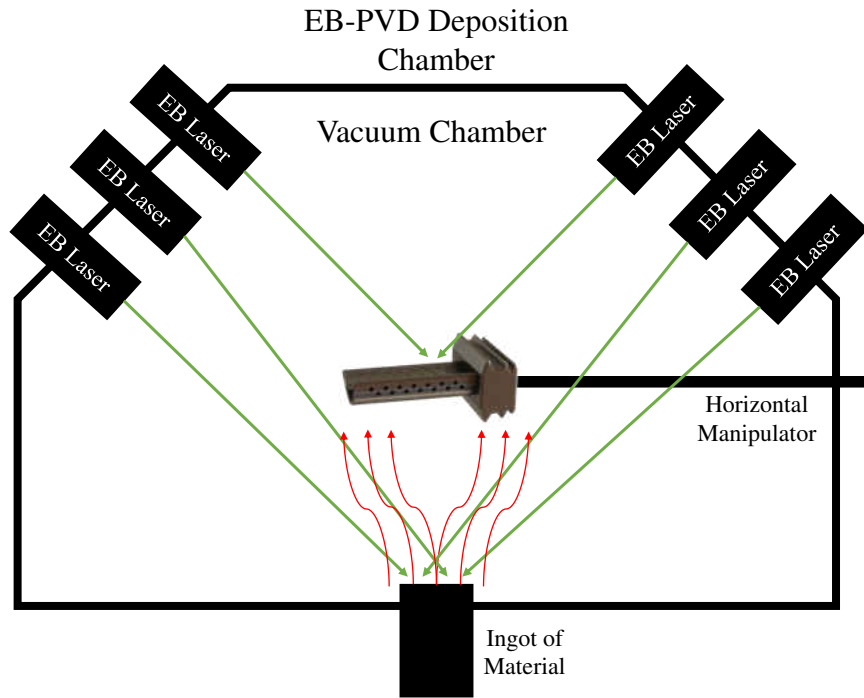 EB-PVD Deposition
Chamber
Vacuum Chamber
EB Laser
EB Laser
EB Laser
EB Laser
EB Laser
EB Laser
Horizontal
Manipulator
Ingot of
Material